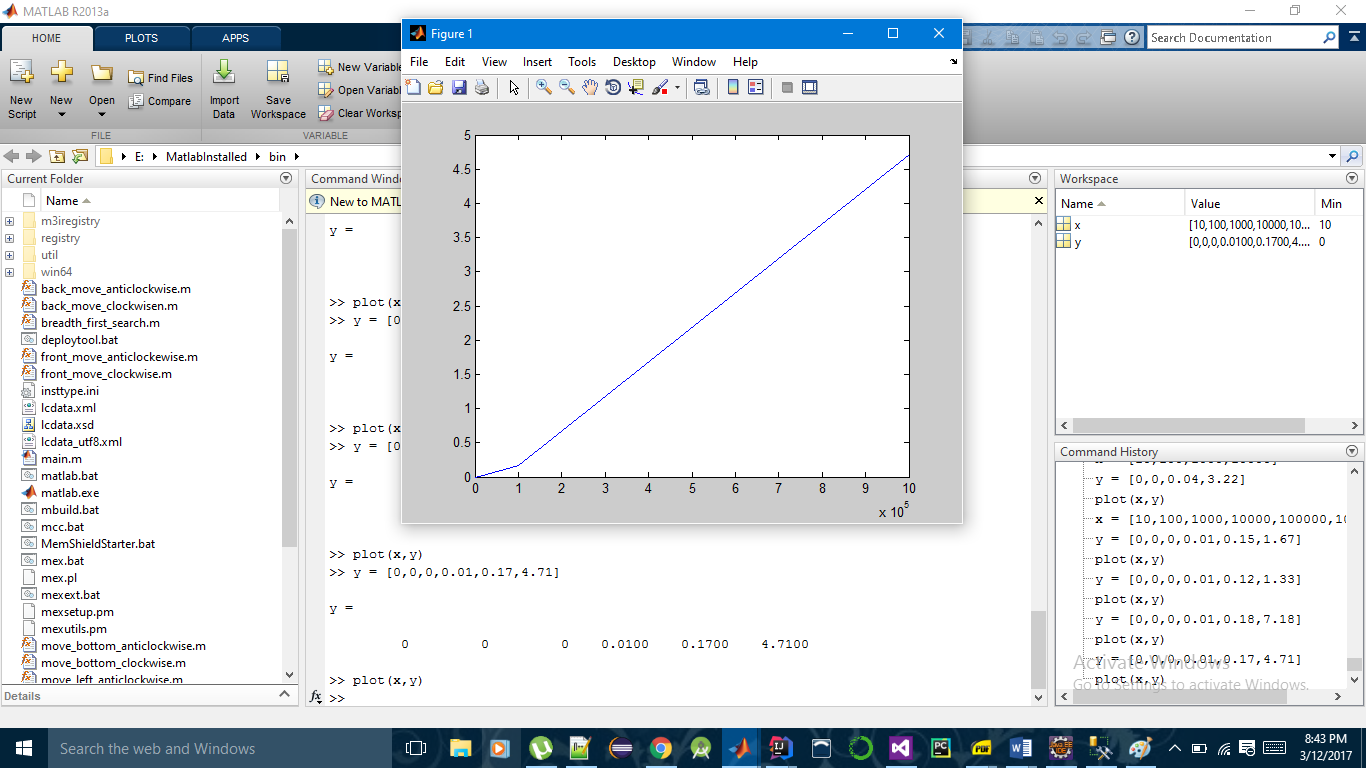 MATLAB R2013a
HOME PLOTS APPS
Search Documentation
New Script
New
Open
Find Files
Compare
Import Data
Save Workspace
New Variable
Open Variabl
Clear Worksp
FILE
VARIABLE
E: MatlabInstalled bin
Current Folder
Name
m3iregistry
registry
util
win64
back_move_anticlockwise.m
back_move_clockwisen.m
breadth_first_search.m
deploytool.bat
front_move_anticlockewise.m
front_move_clockwise.m
insttype.ini
lcdata.xml
lcdata.xsd
lcdata_utf8.xml
main.m
matlab.bat
matlab.exe
mbuild.bat
mcc.bat
MemShieldStarter.bat
mex.bat
mex.pl
mexext.bat
mexsetup.pm
mexutils.pm
move_bottom_anticlockwise.m
move_bottom_clockwise.m
move_left_anticlockwise.m
Details
Command Windo
New to MATL
y =
>> plot(x
>> y = [0
y =
>> plot(x
>> y = [0
y =
>> plot(x,y)
>> y = [0,0,0,0.01,0.17,4.71]
y =
0 0 0 0.0100 0.1700 4.7100
>> plot(x,y)
fx >>
Figure 1
File Edit View Insert Tools Desktop Window Help
5
4.5
4
3.5
3
2.5
2
1.5
1
0.5
0
0 1 2 3 4 5 6 7 8 9 10
x 10^5
Workspace
Name Value Min
x [10,100,1000,10000,10... 10
y [0,0,0,0.0100,0.1700,4.... 0
Command History
y = [0,0,0.04,3.22]
plot(x,y)
x = [10,100,1000,10000,100000,10
y = [0,0,0,0.01,0.15,1.67]
plot(x,y)
y = [0,0,0,0.01,0.12,1.33]
plot(x,y)
y = [0,0,0,0.01,0.18,7.18]
plot(x,y)
y = [0,0,0,0.01,0.17,4.71]
plot(x,y)
Activate Windows
Go to Settings to activate Windows.
Search the web and Windows
8:43 PM
3/12/2017